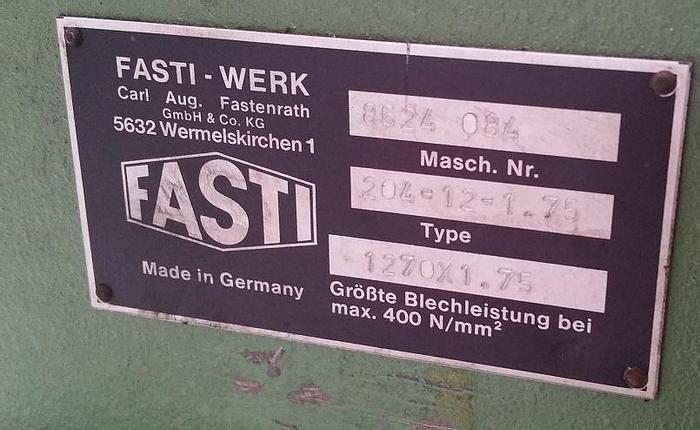 FASTI - WERK
Carl Aug. Fastenrath
GmbH & Co. KG
5632 Wermelskirchen 1
FASTI
Made in Germany
8624 084
Masch. Nr.
204-12-1.75
Type
1270X1.75
Größte Blechleistung bei
max. 400 N/mm²